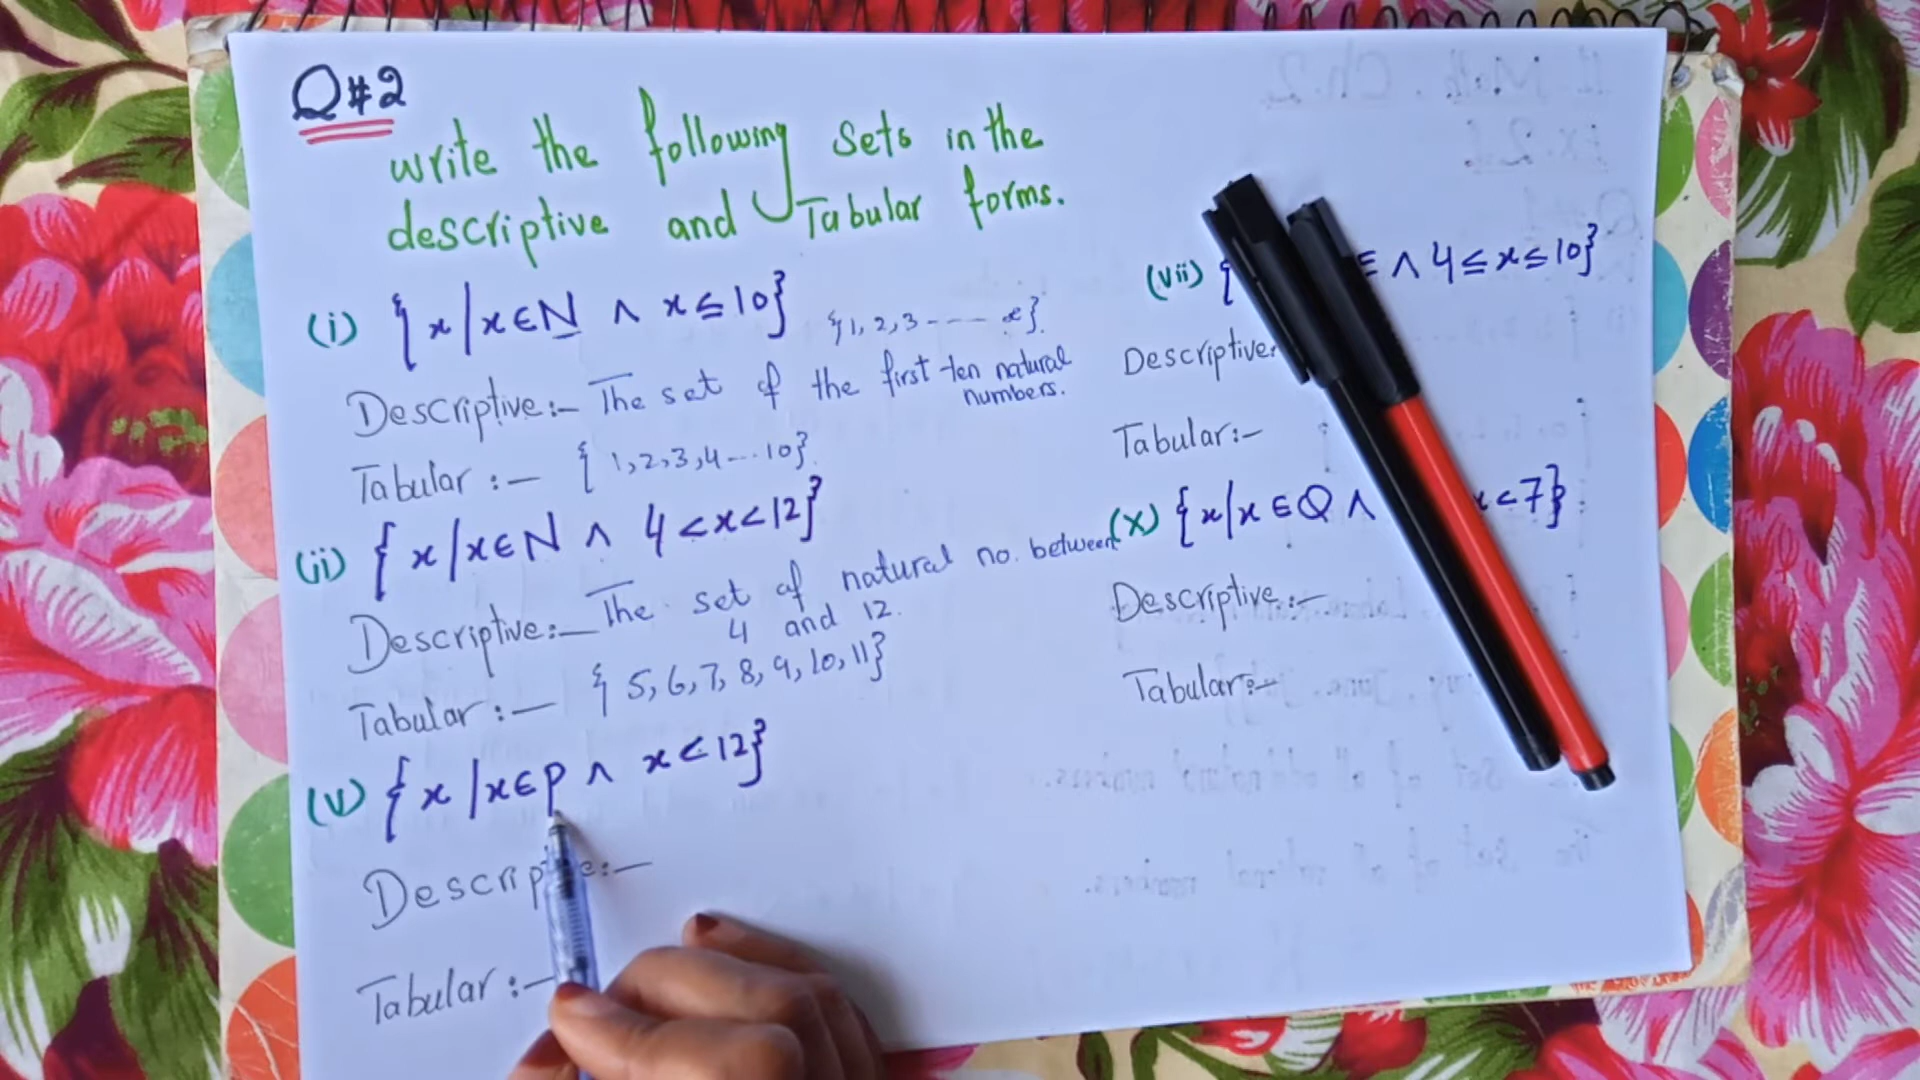 Q#2
write the following sets in the
descriptive and Tabular forms.
(i) {x/x∈N ∧ x≤10} {1,2,3---- ∞}.
Descriptive:- The set of the first ten natural
numbers.
Tabular :- {1,2,3,4-..10}
(ii) {x/x∈N ∧ 4<x<12}
Descriptive:- The set of natural no. between
4 and 12.
Tabular :- {5,6,7,8,9,10,11}
(v) {x/x∈P ∧ x<12}
Descriptive:-
Tabular :-
(vii) { ∈ ∧ 4≤x≤10}
Descriptive:
Tabular:-
(x) {x/x∈Q ∧ x<7}
Descriptive:-
Tabular:-